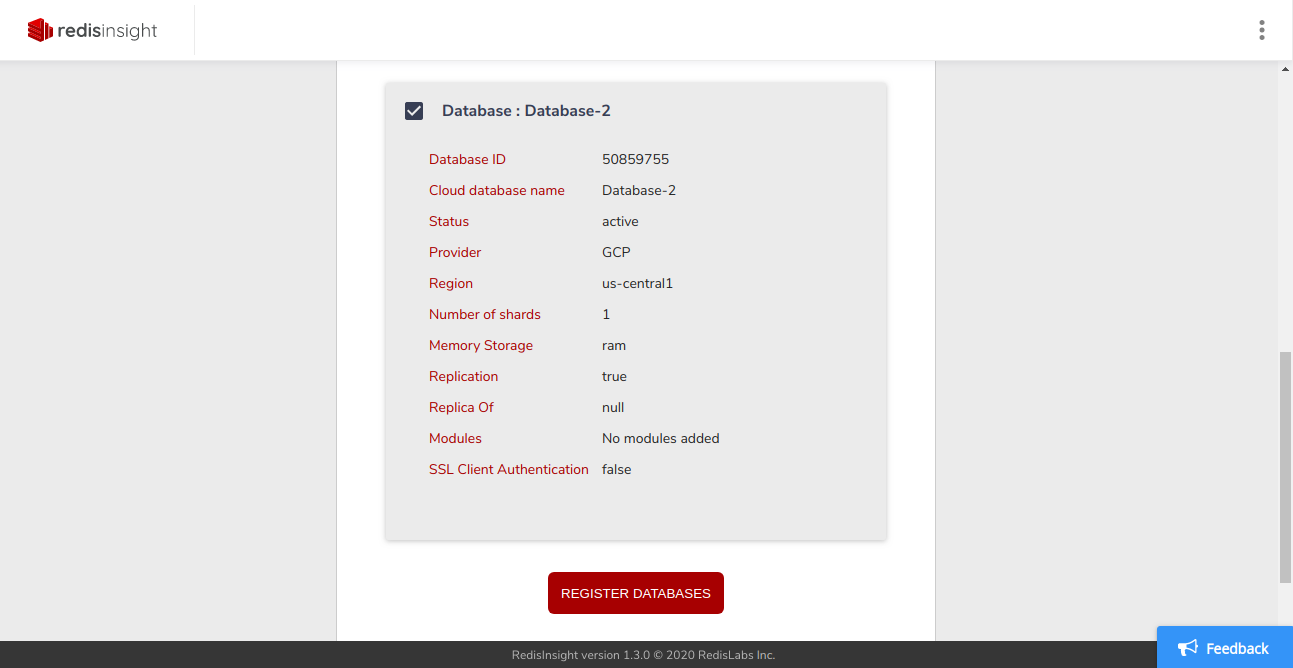 redisinsight
Database : Database-2
Database ID 50859755
Cloud database name Database-2
Status active
Provider GCP
Region us-central1
Number of shards 1
Memory Storage ram
Replication true
Replica Of null
Modules No modules added
SSL Client Authentication false
REGISTER DATABASES
RedisInsight version 1.3.0 © 2020 RedisLabs Inc.
Feedback